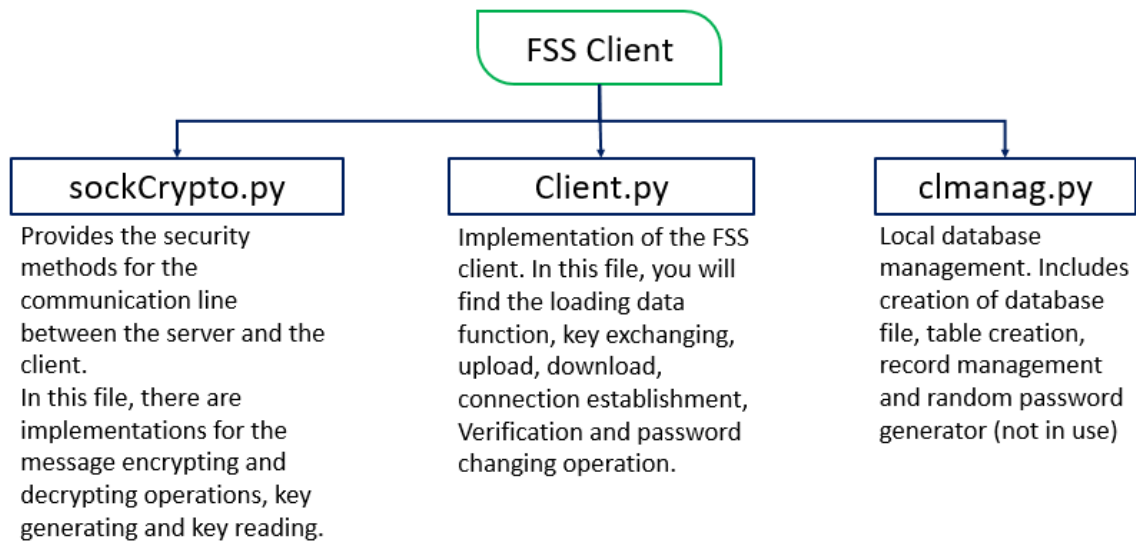 FSS Client
sockCrypto.py
Provides the security
methods for the
communication line
between the server and the
client.
In this file, there are
implementations for the
message encrypting and
decrypting operations, key
generating and key reading.
Client.py
Implementation of the FSS
client. In this file, you will
find the loading data
function, key exchanging,
upload, download,
connection establishment,
Verification and password
changing operation.
clmanag.py
Local database
management. Includes
creation of database
file, table creation,
record management
and random password
generator (not in use)